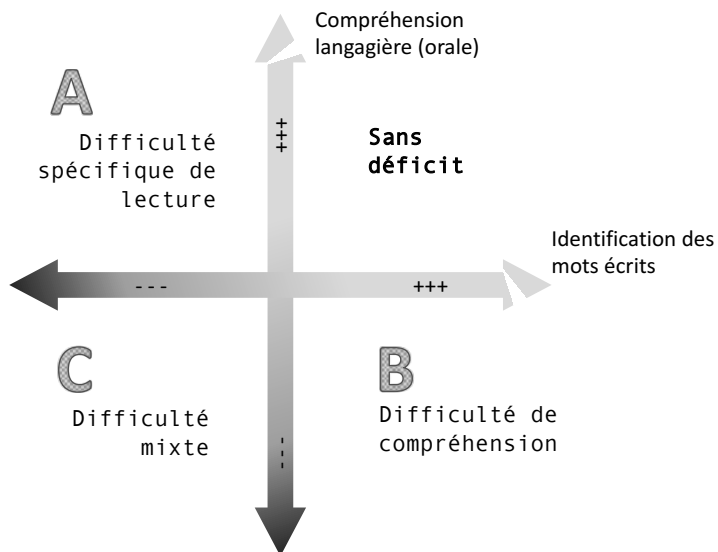 Compréhension
langagière (orale)
A
Difficulté
spécifique de
lecture
+++
Sans
déficit
Identification des
mots écrits
---
+++
C
Difficulté
mixte
B
Difficulté de
compréhension
---